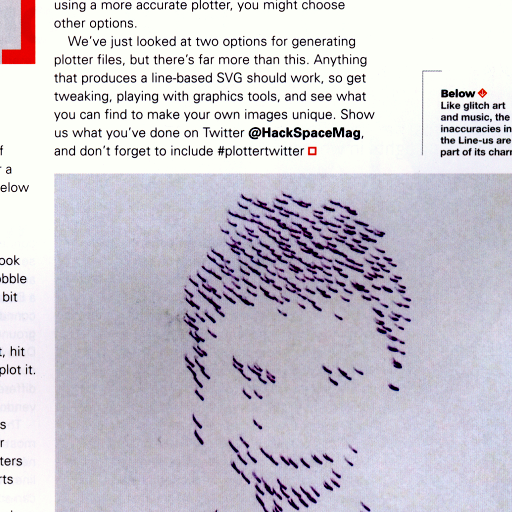 using a more accurate plotter, you might choose
other options.
We've just looked at two options for generating
plotter files, but there's far more than this. Anything
that produces a line-based SVG should work, so get
tweaking, playing with graphics tools, and see what
you can find to make your own images unique. Show
us what you've done on Twitter @HackSpaceMag,
and don't forget to include #plottertwitter
Below
Like glitch art
and music, the
inaccuracies in
the Line-us are
part of its char
f
r a
elow
ook
obble
bit
t, hit
plot it.
s
r
ters
rts